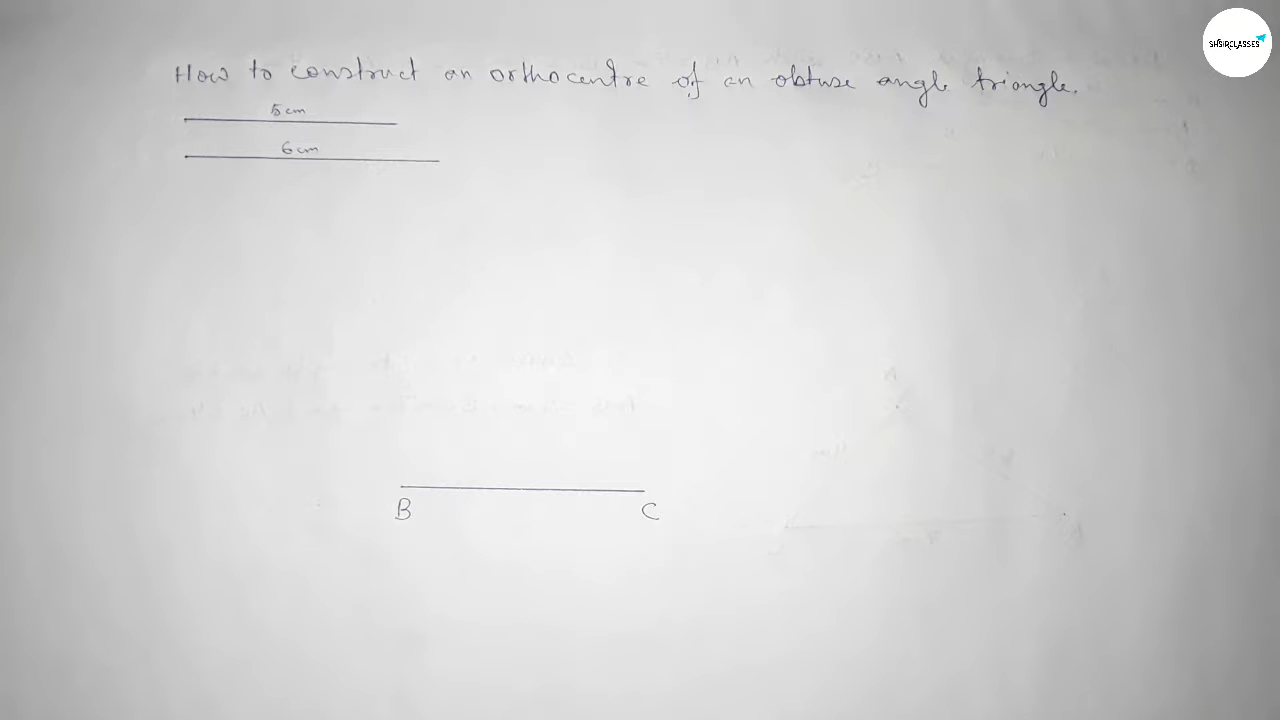 How to construct an orthocentre of an obtuse angle triangle.
5cm
6cm
B C
SHSIRCLASSES